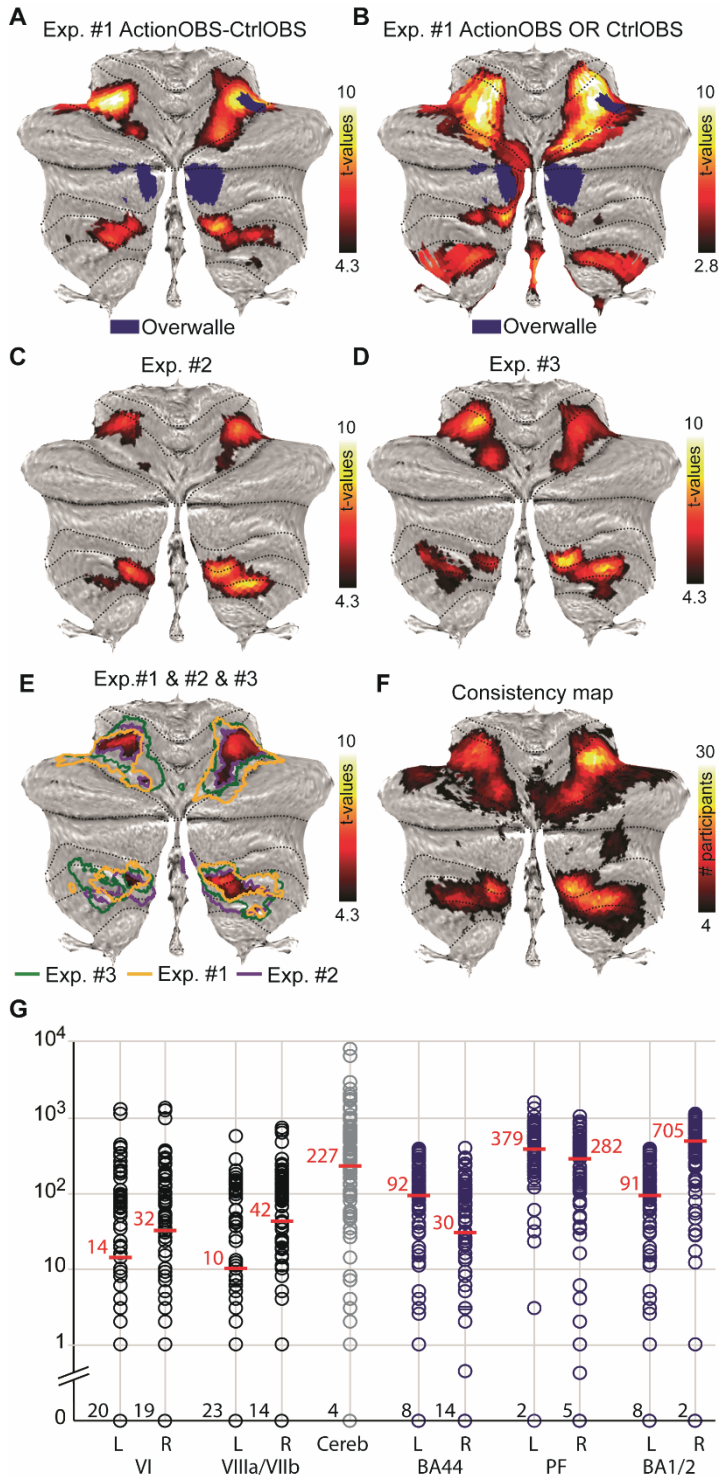 A
Exp. #1 ActionOBS-CtrlOBS
10
t-values
4.3
Overwalle
B
Exp. #1 ActionOBS OR CtrlOBS
10
t-values
2.8
Overwalle
C
Exp. #2
10
t-values
4.3
D
Exp. #3
10
t-values
4.3
E
Exp.#1 & #2 & #3
10
t-values
4.3
Exp. #3 Exp. #1 Exp. #2
F
Consistency map
30
# participants
4
G
10⁴
10³
10²
10
1
0
14 32 10 42 227 92 30 379 282 91 705
20 19 23 14 4 8 14 2 5 8 2
L R L R Cereb L R L R L R
VI VIIIa/VIIb BA44 PF BA1/2